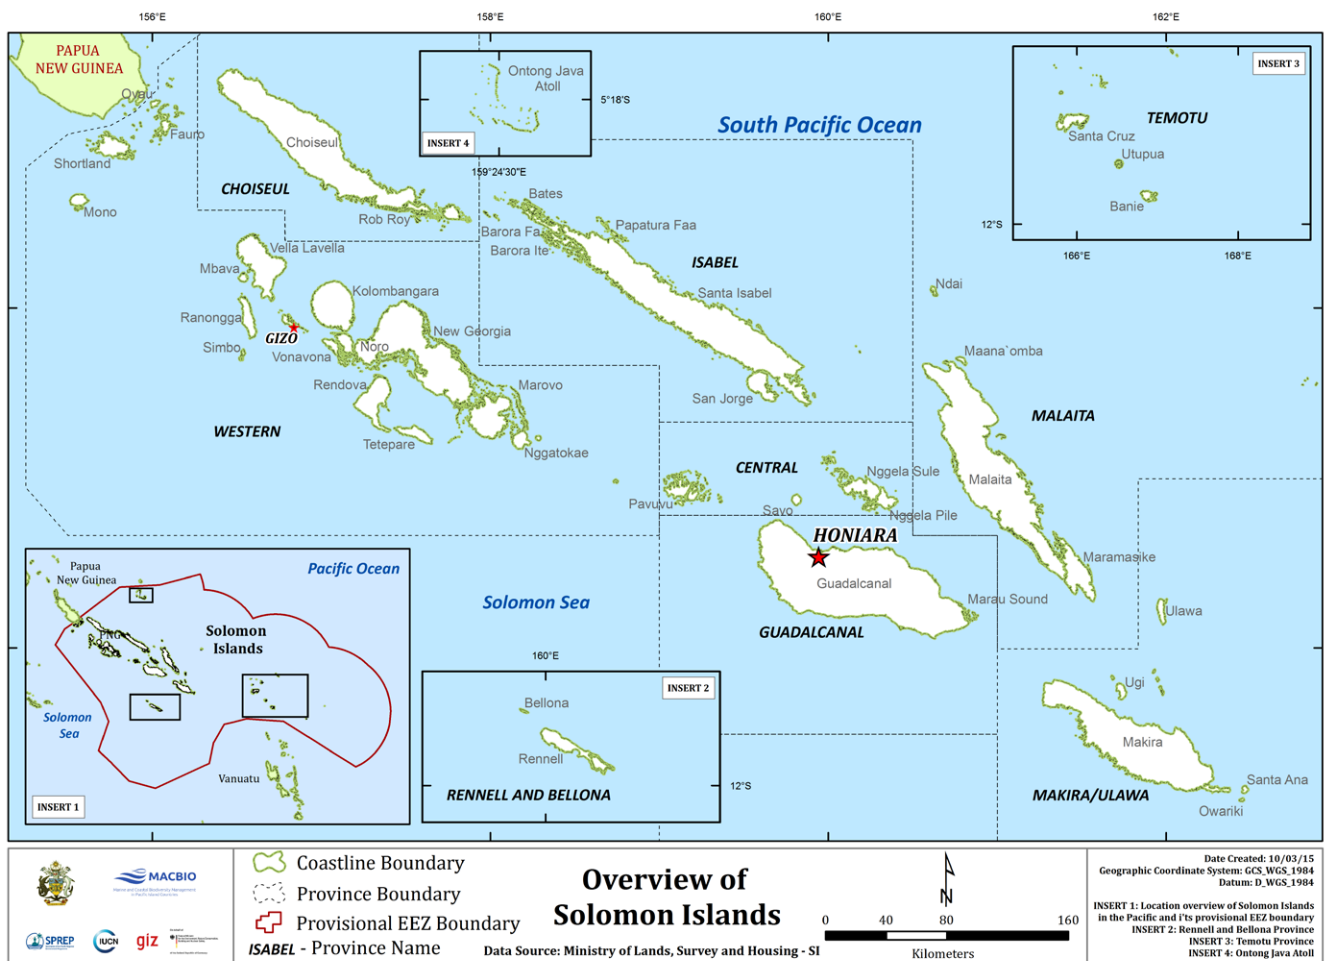 156°E
158°E
160°E
162°E
PAPUA
NEW GUINEA
Ovau
Fauro
Shortland
Mono
Choiseul
CHOISEUL
Rob Roy
Ontong Java
Atoll
5°18'S
INSERT 4
159°24'30"E
South Pacific Ocean
INSERT 3
TEMOTU
Santa Cruz
Utupua
Banie
12°S
166°E
168°E
Bates
Barora Fa
Papatura Faa
Barora Ite
ISABEL
Santa Isabel
San Jorge
Ndai
Vella Lavella
Mbava
Kolombangara
Ranongga
GIZO
New Georgia
Simbo
Vonavona
Noro
Rendova
Marovo
WESTERN
Tetepare
Nggatokae
Maana`omba
MALAITA
Malaita
Maramasike
CENTRAL
Nggela Sule
Pavuvu
Savo
Nggela Pile
HONIARA
Guadalcanal
Marau Sound
GUADALCANAL
Solomon Sea
Ulawa
Ugi
Makira
Santa Ana
Owariki
MAKIRA/ULAWA
Pacific Ocean
Papua
New Guinea
PNG
Solomon
Islands
Solomon
Sea
Vanuatu
INSERT 1
160°E
INSERT 2
Bellona
Rennell
12°S
RENNELL AND BELLONA
MACBIO
SPREP
IUCN
giz
Coastline Boundary
Province Boundary
Provisional EEZ Boundary
ISABEL - Province Name
Overview of
Solomon Islands
Data Source: Ministry of Lands, Survey and Housing - SI
N
0 40 80 160
Kilometers
Date Created: 10/03/15
Geographic Coordinate System: GCS_WGS_1984
Datum: D_WGS_1984
INSERT 1: Location overview of Solomon Islands
in the Pacific and i'ts provisional EEZ boundary
INSERT 2: Rennell and Bellona Province
INSERT 3: Temotu Province
INSERT 4: Ontong Java Atoll